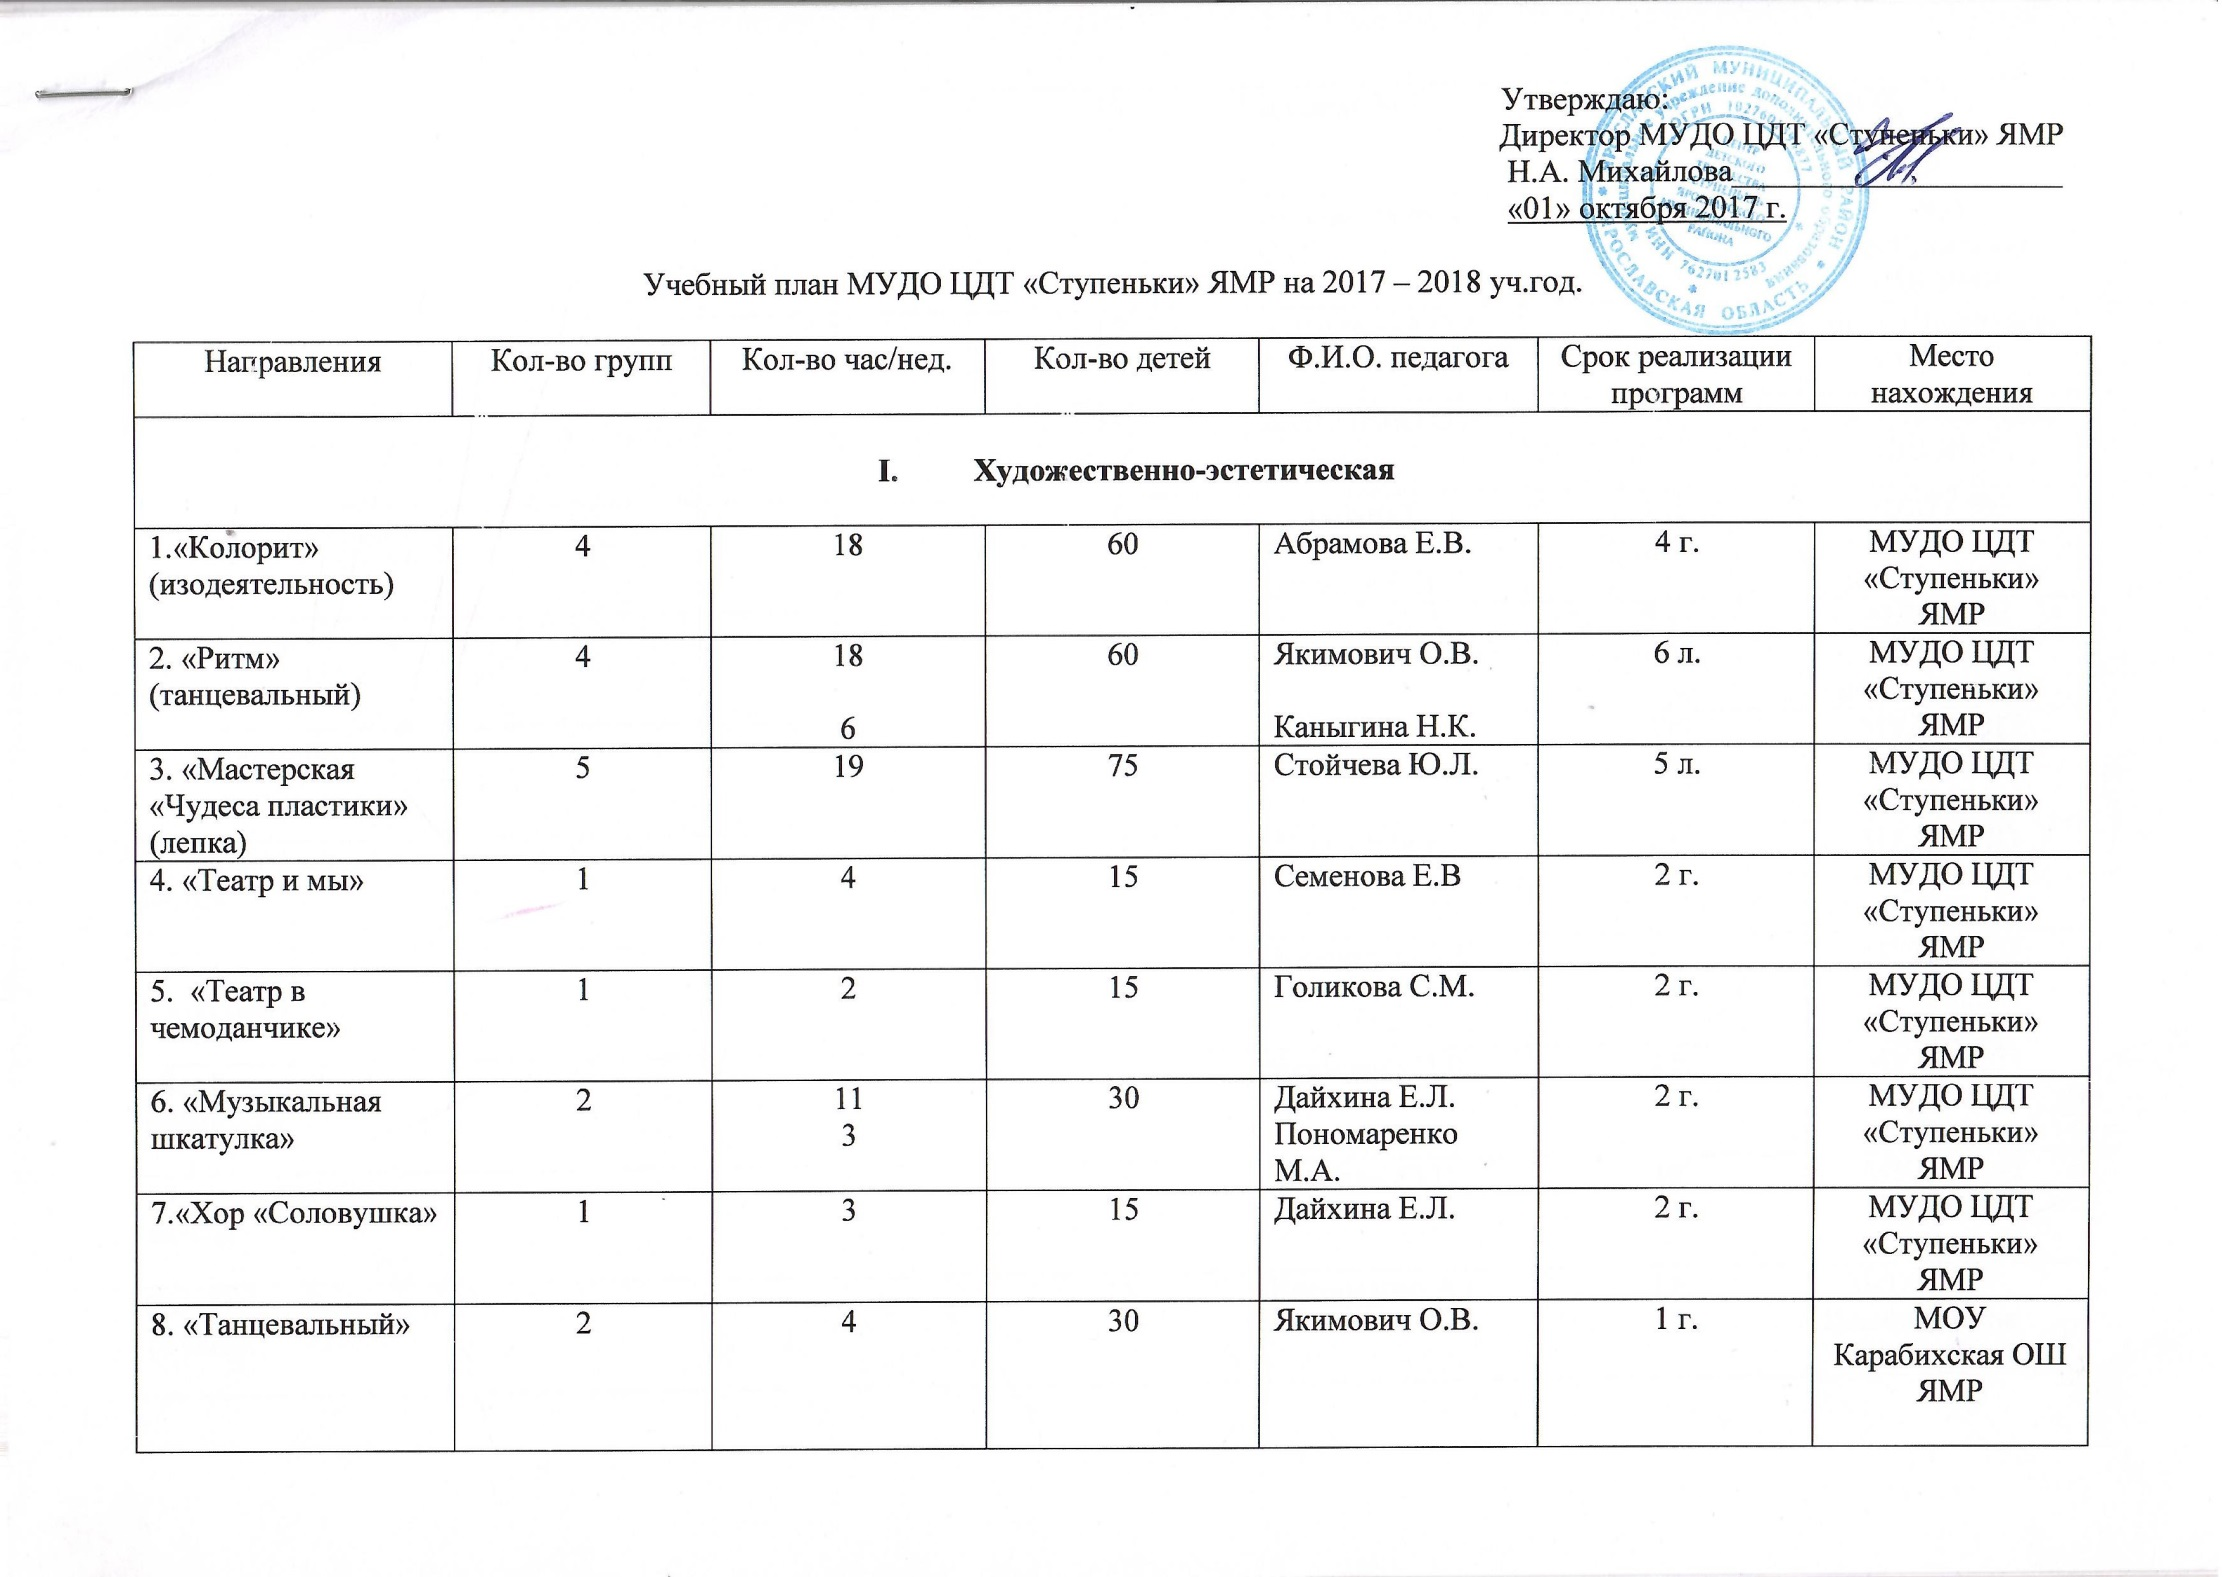 Утверждаю:
Директор МУДО ЦДТ «Ступеньки» ЯМР
Н.А. Михайлова
«01» октября 2017 г.
Учебный план МУДО ЦДТ «Ступеньки» ЯМР на 2017 – 2018 уч.год.
Направления
Кол-во групп
Кол-во час/нед.
Кол-во детей
Ф.И.О. педагога
Срок реализации
программ
Место
нахождения
I. Художественно-эстетическая
1.«Колорит»
(изодеятельность)
4
18
60
Абрамова Е.В.
4 г.
МУДО ЦДТ
«Ступеньки»
ЯМР
2. «Ритм»
(танцевальный)
4
18
6
60
Якимович О.В.
Каныгина Н.К.
6 л.
МУДО ЦДТ
«Ступеньки»
ЯМР
3. «Мастерская
«Чудеса пластики»
(лепка)
5
19
75
Стойчева Ю.Л.
5 л.
МУДО ЦДТ
«Ступеньки»
ЯМР
4. «Театр и мы»
1
4
15
Семенова Е.В
2 г.
МУДО ЦДТ
«Ступеньки»
ЯМР
5. «Театр в
чемоданчике»
1
2
15
Голикова С.М.
2 г.
МУДО ЦДТ
«Ступеньки»
ЯМР
6. «Музыкальная
шкатулка»
2
11
3
30
Дайхина Е.Л.
Пономаренко
М.А.
2 г.
МУДО ЦДТ
«Ступеньки»
ЯМР
7.«Хор «Соловушка»
1
3
15
Дайхина Е.Л.
2 г.
МУДО ЦДТ
«Ступеньки»
ЯМР
8. «Танцевальный»
2
4
30
Якимович О.В.
1 г.
МОУ
Карабихская ОШ
ЯМР
ЯРОСЛАВСКИЙ МУНИЦИПАЛЬНЫЙ РАЙОН
ЯРОСЛАВСКАЯ ОБЛАСТЬ
ИНН 7627012583